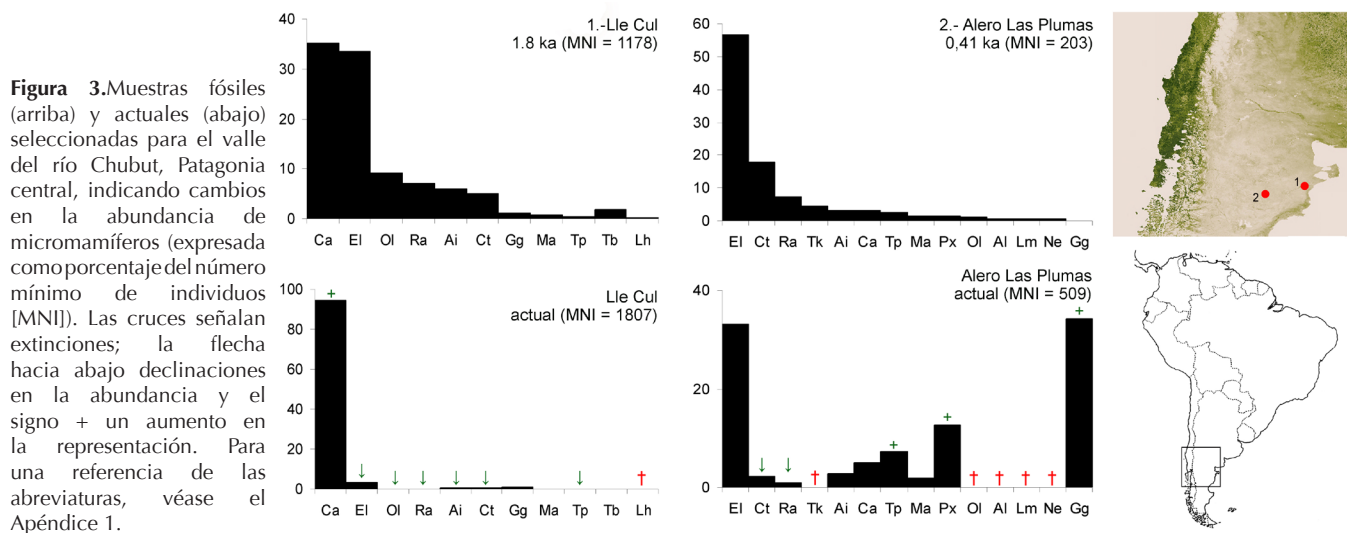 Figura 3.Muestras fósiles
(arriba) y actuales (abajo)
seleccionadas para el valle
del río Chubut, Patagonia
central, indicando cambios
en la abundancia de
micromamíferos (expresada
como porcentaje del número
mínimo de individuos
[MNI]). Las cruces señalan
extinciones; la flecha
hacia abajo declinaciones
en la abundancia y el
signo + un aumento en
la representación. Para
una referencia de las
abreviaturas, véase el
Apéndice 1.
1.-Lle Cul
1.8 ka (MNI = 1178)
40
30
20
10
0
Ca El Ol Ra Ai Ct Gg Ma Tp Tb Lh
2.- Alero Las Plumas
0,41 ka (MNI = 203)
60
50
40
30
20
10
0
El Ct Ra Tk Ai Ca Tp Ma Px Ol Al Lm Ne Gg
1
2
Lle Cul
actual (MNI = 1807)
100
80
60
40
20
0
+ ↓ ↓ ↓ ↓ ↓ ↓ †
Ca El Ol Ra Ai Ct Gg Ma Tp Tb Lh
Alero Las Plumas
actual (MNI = 509)
40
20
0
↓ ↓ † + + † † † † +
El Ct Ra Tk Ai Ca Tp Ma Px Ol Al Lm Ne Gg